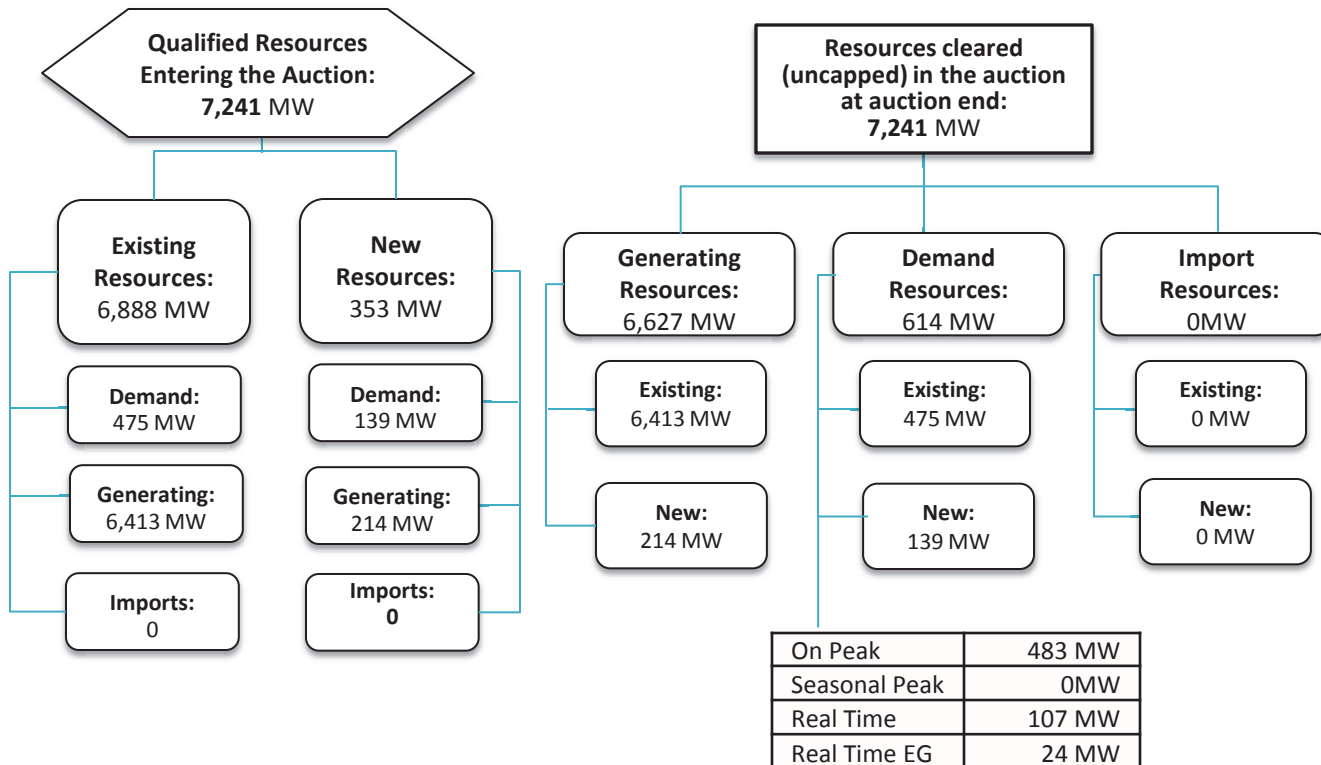 Qualified Resources
Entering the Auction:
7,241 MW
Existing
Resources:
6,888 MW
Demand:
475 MW
Generating:
6,413 MW
Imports:
0
New
Resources:
353 MW
Demand:
139 MW
Generating:
214 MW
Imports:
0
Resources cleared
(uncapped) in the auction
at auction end:
7,241 MW
Generating
Resources:
6,627 MW
Existing:
6,413 MW
New:
214 MW
Demand
Resources:
614 MW
Existing:
475 MW
New:
139 MW
On Peak 483 MW
Seasonal Peak 0MW
Real Time 107 MW
Real Time EG 24 MW
Import
Resources:
0MW
Existing:
0 MW
New:
0 MW